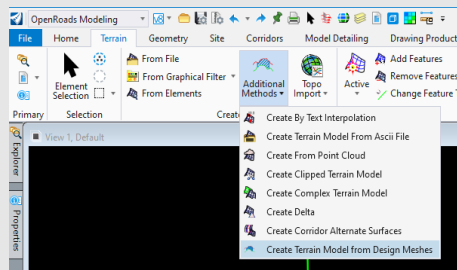 OpenRoads Modeling
File Home Terrain Geometry Site Corridors Model Detailing Drawing Product
From File
From Graphical Filter
From Elements
Element Selection
Additional Methods
Topo Import
Active
Add Features
Remove Features
Change Feature
Primary Selection Creat
View 1, Default
Explorer
Properties
Create By Text Interpolation
Create Terrain Model From Ascii File
Create From Point Cloud
Create Clipped Terrain Model
Create Complex Terrain Model
Create Delta
Create Corridor Alternate Surfaces
Create Terrain Model from Design Meshes